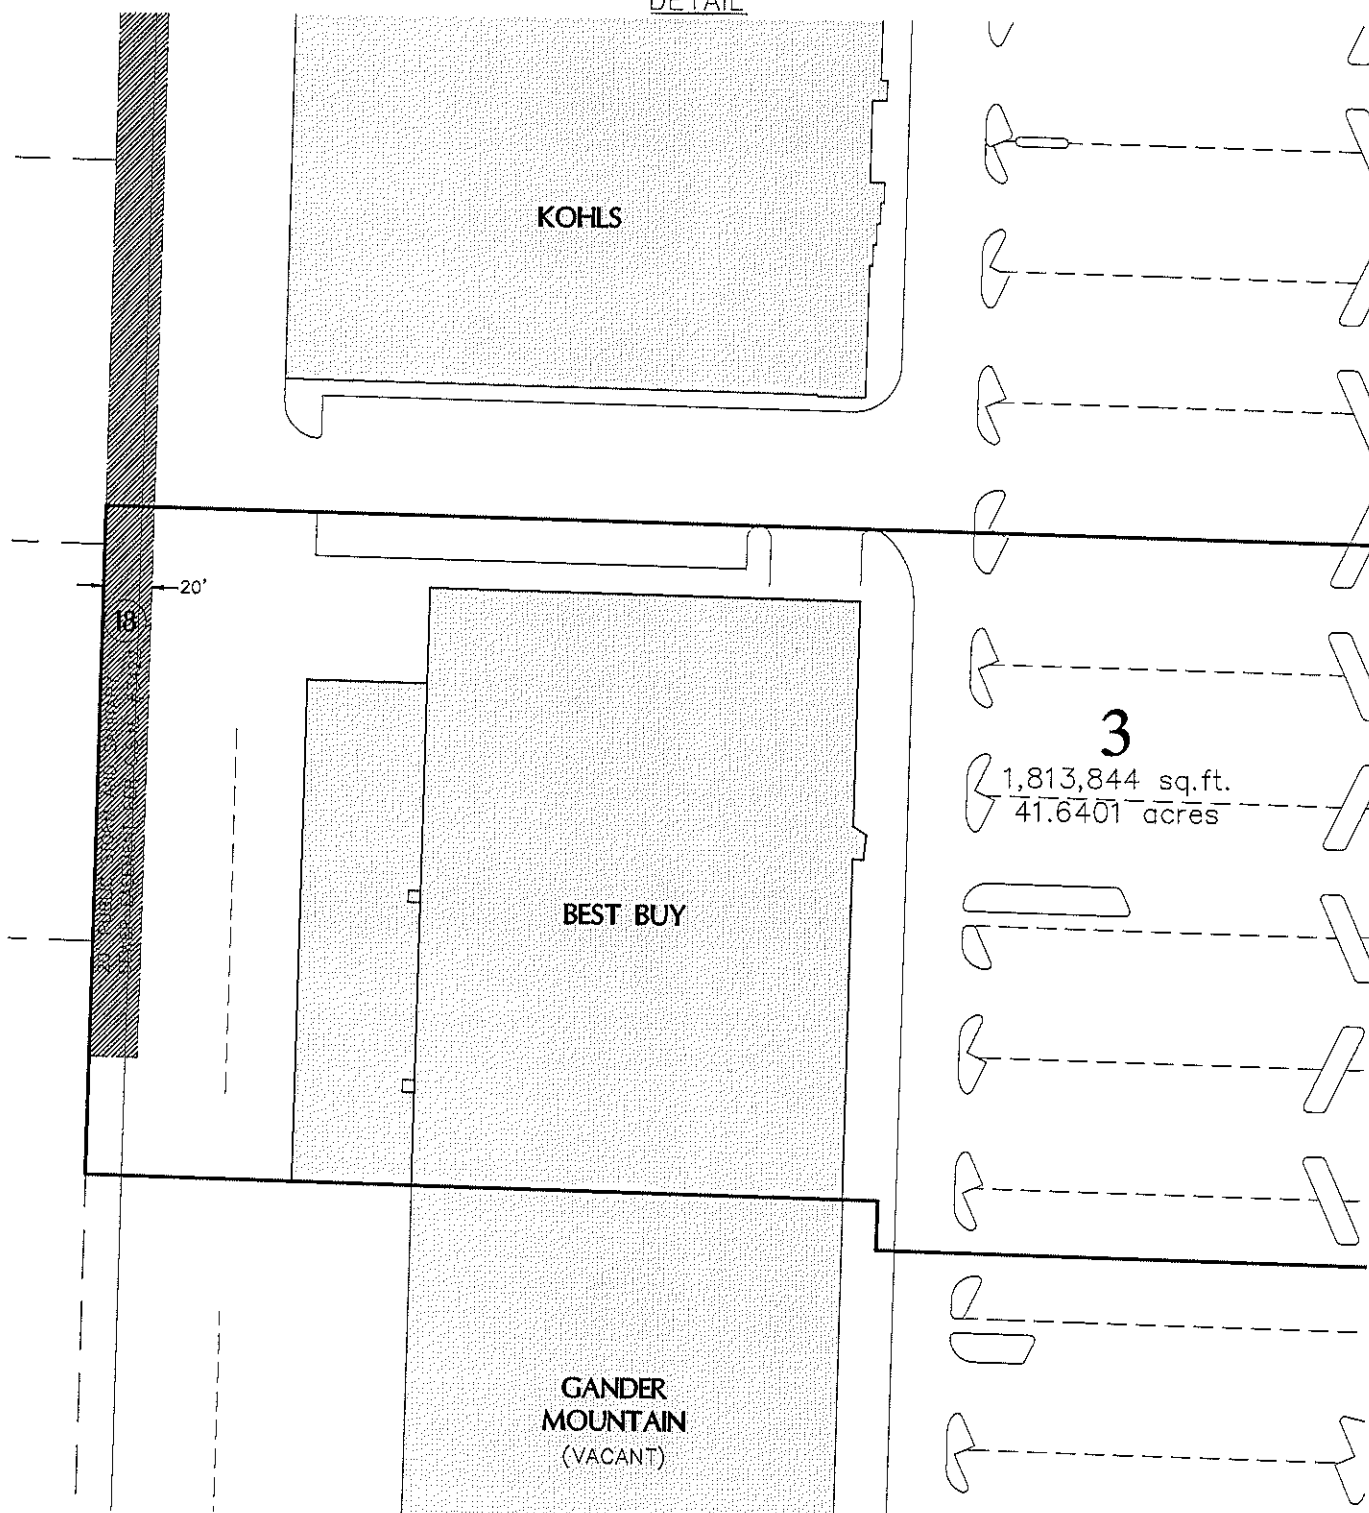 DETAIL
KOHLS
20'
18
3
1,813,844 sq.ft.
41.6401 acres
BEST BUY
GANDER
MOUNTAIN
(VACANT)